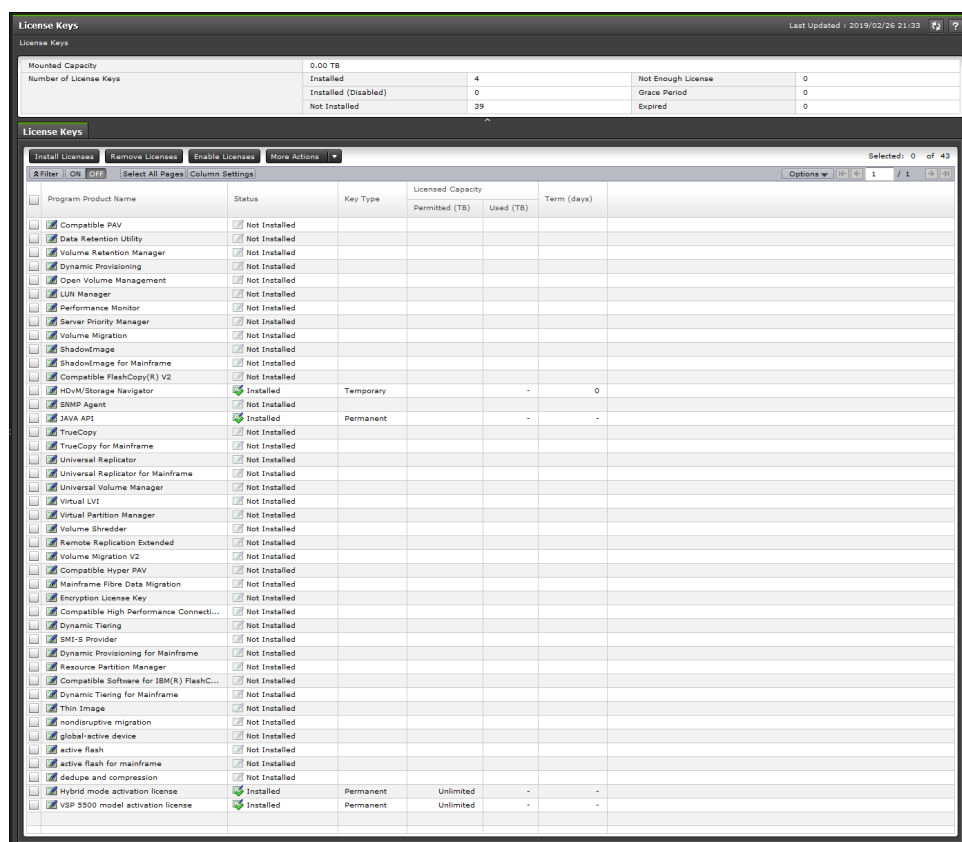 License Keys Last Updated : 2019/02/26 21:33 ?
License Keys
Mounted Capacity 0.00 TB
Number of License Keys Installed 4 Not Enough License 0
Installed (Disabled) 0 Grace Period 0
Not Installed 39 Expired 0
License Keys
Install Licenses Remove Licenses Enable Licenses More Actions Selected: 0 of 43
Filter ON OFF Select All Pages Column Settings Options 1 / 1
Licensed Capacity
Program Product Name Status Key Type Term (days)
Permitted (TB) Used (TB)
Compatible PAV Not Installed
Data Retention Utility Not Installed
Volume Retention Manager Not Installed
Dynamic Provisioning Not Installed
Open Volume Management Not Installed
LUN Manager Not Installed
Performance Monitor Not Installed
Server Priority Manager Not Installed
Volume Migration Not Installed
ShadowImage Not Installed
ShadowImage for Mainframe Not Installed
Compatible FlashCopy(R) V2 Not Installed
HDvM/Storage Navigator Installed Temporary - 0
SNMP Agent Not Installed
JAVA API Installed Permanent - -
TrueCopy Not Installed
TrueCopy for Mainframe Not Installed
Universal Replicator Not Installed
Universal Replicator for Mainframe Not Installed
Universal Volume Manager Not Installed
Virtual LVI Not Installed
Virtual Partition Manager Not Installed
Volume Shredder Not Installed
Remote Replication Extended Not Installed
Volume Migration V2 Not Installed
Compatible Hyper PAV Not Installed
Mainframe Fibre Data Migration Not Installed
Encryption License Key Not Installed
Compatible High Performance Connecti... Not Installed
Dynamic Tiering Not Installed
SMI-S Provider Not Installed
Dynamic Provisioning for Mainframe Not Installed
Resource Partition Manager Not Installed
Compatible Software for IBM(R) FlashC... Not Installed
Dynamic Tiering for Mainframe Not Installed
Thin Image Not Installed
nondisruptive migration Not Installed
global-active device Not Installed
active flash Not Installed
active flash for mainframe Not Installed
dedupe and compression Not Installed
Hybrid mode activation license Installed Permanent Unlimited - -
VSP 5500 model activation license Installed Permanent Unlimited - -